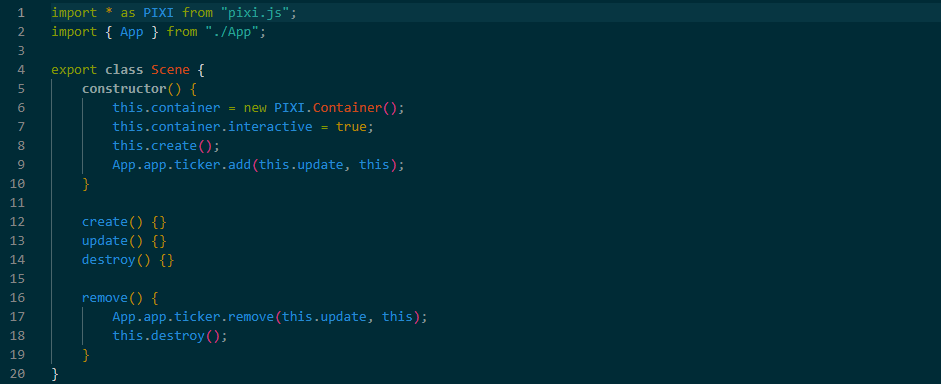 1 import * as PIXI from "pixi.js";
2 import { App } from "./App";
3
4 export class Scene {
5     constructor() {
6         this.container = new PIXI.Container();
7         this.container.interactive = true;
8         this.create();
9         App.app.ticker.add(this.update, this);
10     }
11
12     create() {}
13     update() {}
14     destroy() {}
15
16     remove() {
17         App.app.ticker.remove(this.update, this);
18         this.destroy();
19     }
20 }